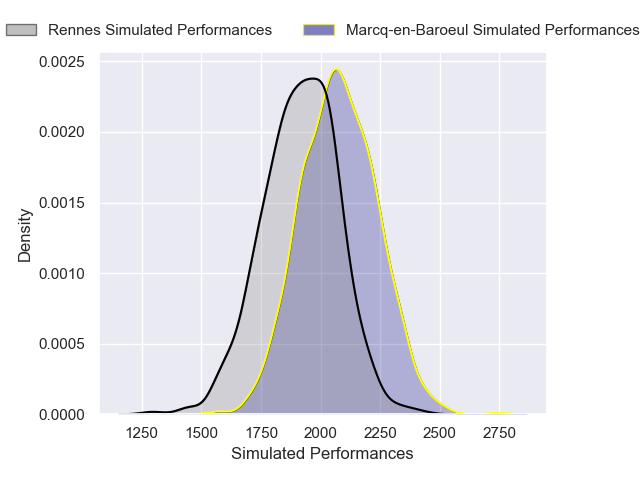 Rennes Simulated Performances
Marcq-en-Baroeul Simulated Performances
0.0025
0.0020
0.0015
0.0010
0.0005
0.0000
Density
1250 1500 1750 2000 2250 2500 2750
Simulated Performances